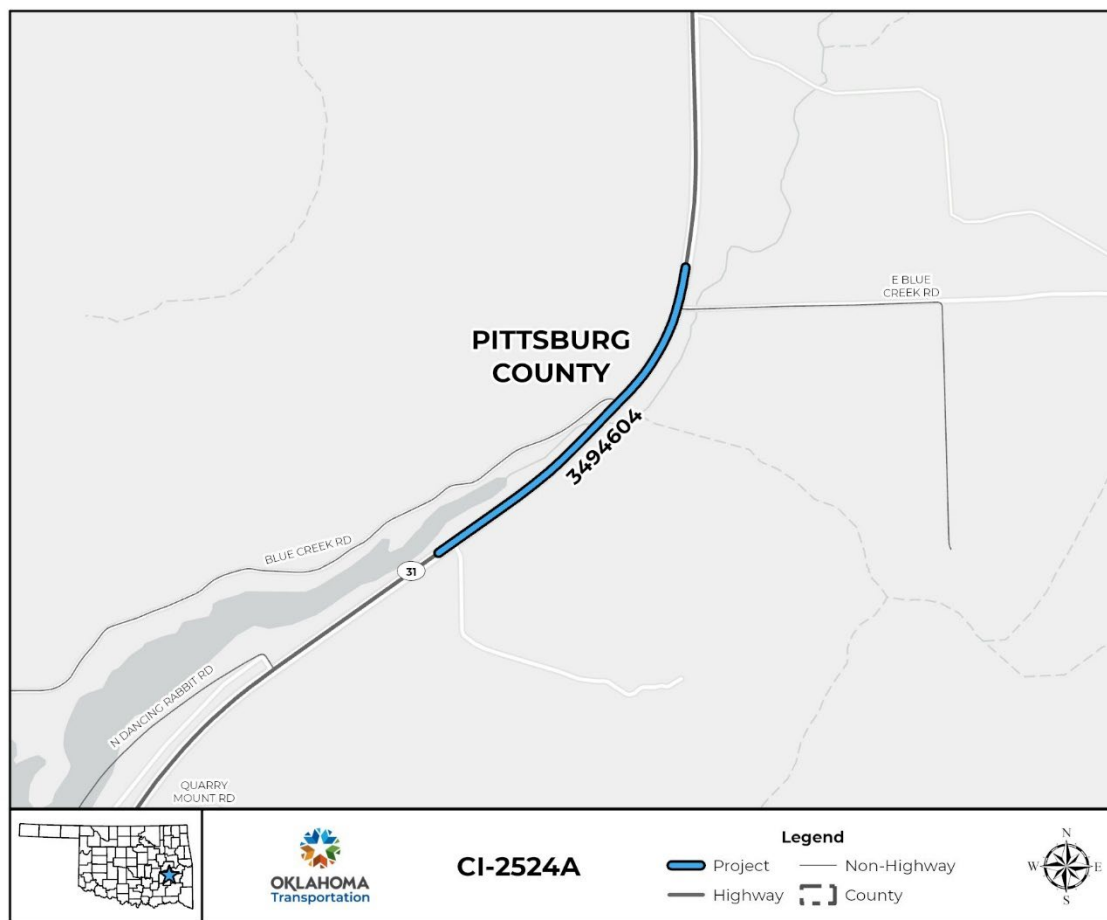 E BLUE
CREEK RD
PITTSBURG
COUNTY
3494604
BLUE CREEK RD
31
N DANCING RABBIT RD
QUARRY
MOUNT RD
OKLAHOMA
Transportation
CI-2524A
Legend
Project
Non-Highway
Highway
County
N
W
E
S